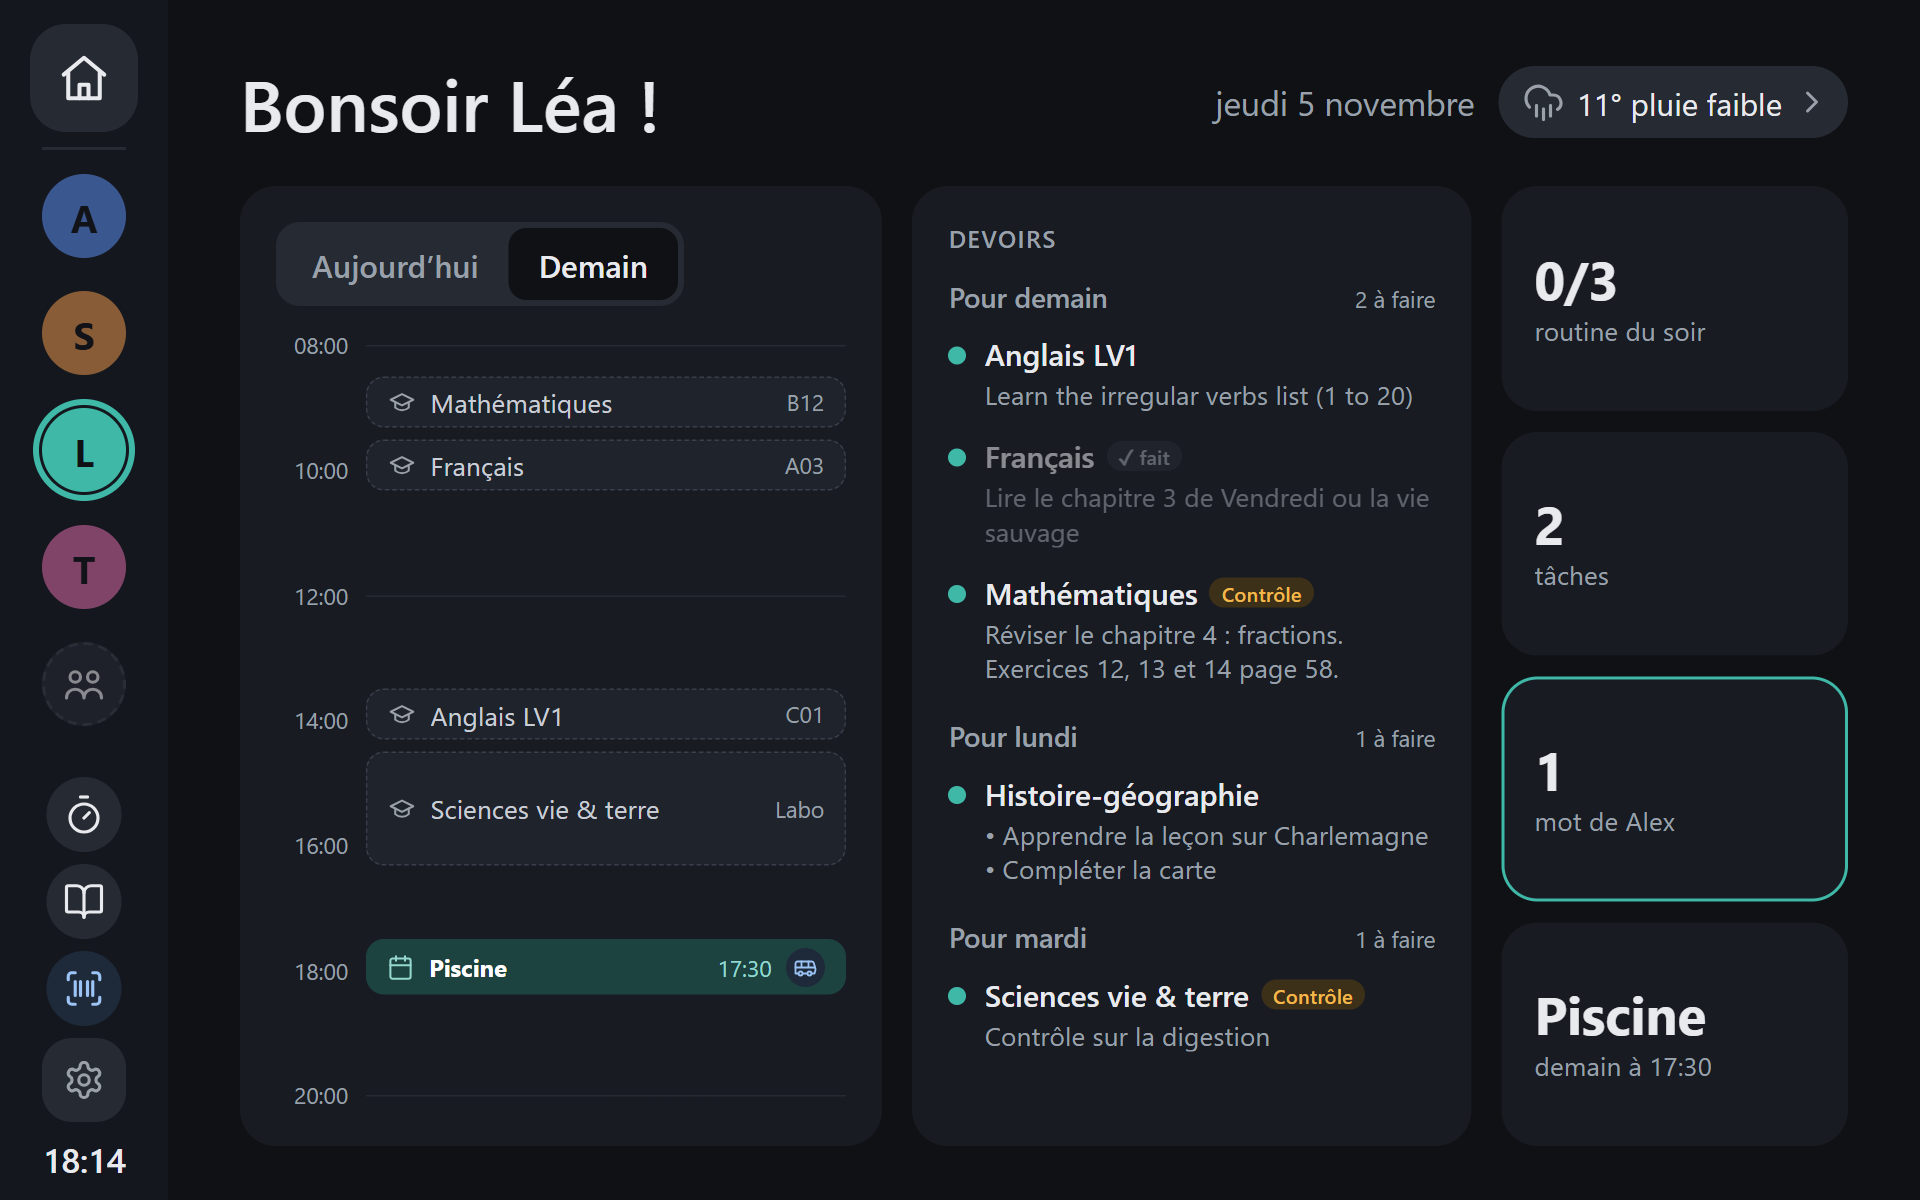 A
S
L
T
18:14
Bonsoir Léa !
jeudi 5 novembre
11° pluie faible
Aujourd’hui
Demain
08:00
Mathématiques B12
10:00
Français A03
12:00
14:00
Anglais LV1 C01
Sciences vie & terre Labo
16:00
18:00
Piscine 17:30
20:00
DEVOIRS
Pour demain 2 à faire
Anglais LV1
Learn the irregular verbs list (1 to 20)
Français ✓ fait
Lire le chapitre 3 de Vendredi ou la vie
sauvage
Mathématiques Contrôle
Réviser le chapitre 4 : fractions.
Exercices 12, 13 et 14 page 58.
Pour lundi 1 à faire
Histoire-géographie
• Apprendre la leçon sur Charlemagne
• Compléter la carte
Pour mardi 1 à faire
Sciences vie & terre Contrôle
Contrôle sur la digestion
0/3
routine du soir
2
tâches
1
mot de Alex
Piscine
demain à 17:30